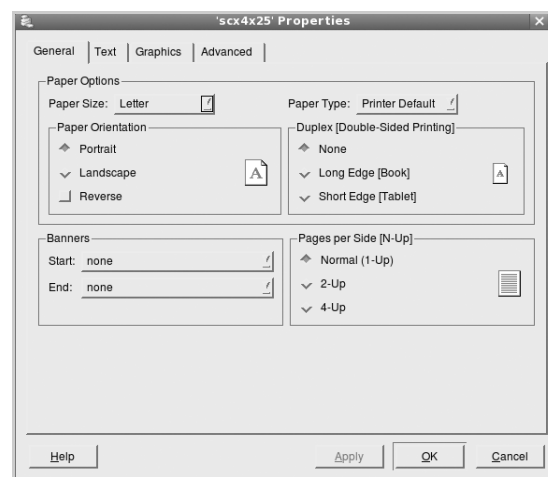 'scx4x25' Properties
General Text Graphics Advanced
Paper Options
Paper Size: Letter
Paper Type: Printer Default
Paper Orientation
Portrait
Landscape
Reverse
A
Duplex [Double-Sided Printing]
None
Long Edge [Book]
Short Edge [Tablet]
A
Banners
Start: none
End: none
Pages per Side [N-Up]
Normal (1-Up)
2-Up
4-Up
Help Apply OK Cancel